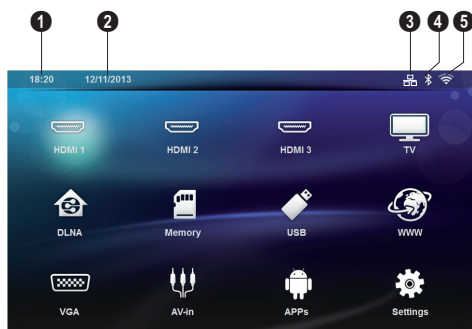 1 2 3 4 5
18:20 12/11/2013
HDMI 1 HDMI 2 HDMI 3 TV
DLNA Memory USB WWW
VGA AV-in APPs Settings